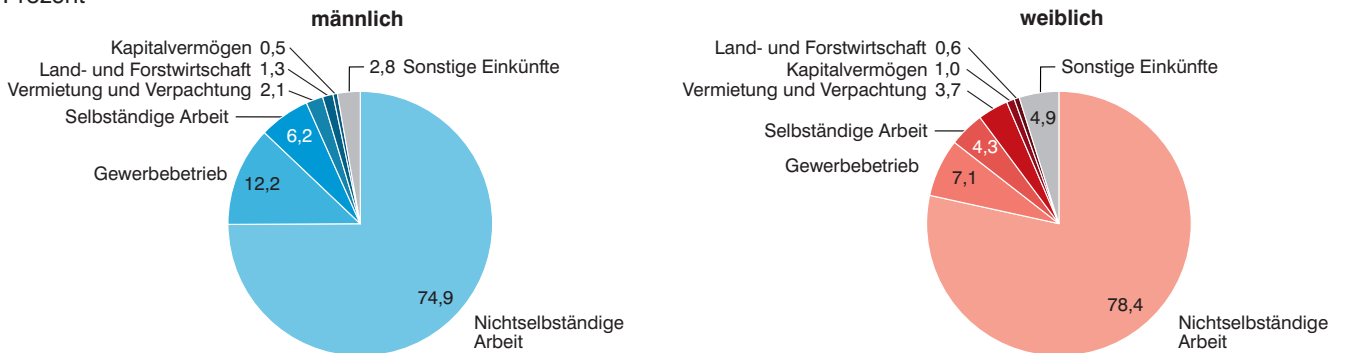 Prozent
männlich
Kapitalvermögen 0,5
Land- und Forstwirtschaft 1,3
Vermietung und Verpachtung 2,1
Selbständige Arbeit
Gewerbebetrieb
2,8 Sonstige Einkünfte
6,2
12,2
74,9
Nichtselbständige
Arbeit
weiblich
Land- und Forstwirtschaft 0,6
Kapitalvermögen 1,0
Vermietung und Verpachtung 3,7
Selbständige Arbeit
Gewerbebetrieb
Sonstige Einkünfte
4,9
4,3
7,1
78,4
Nichtselbständige
Arbeit